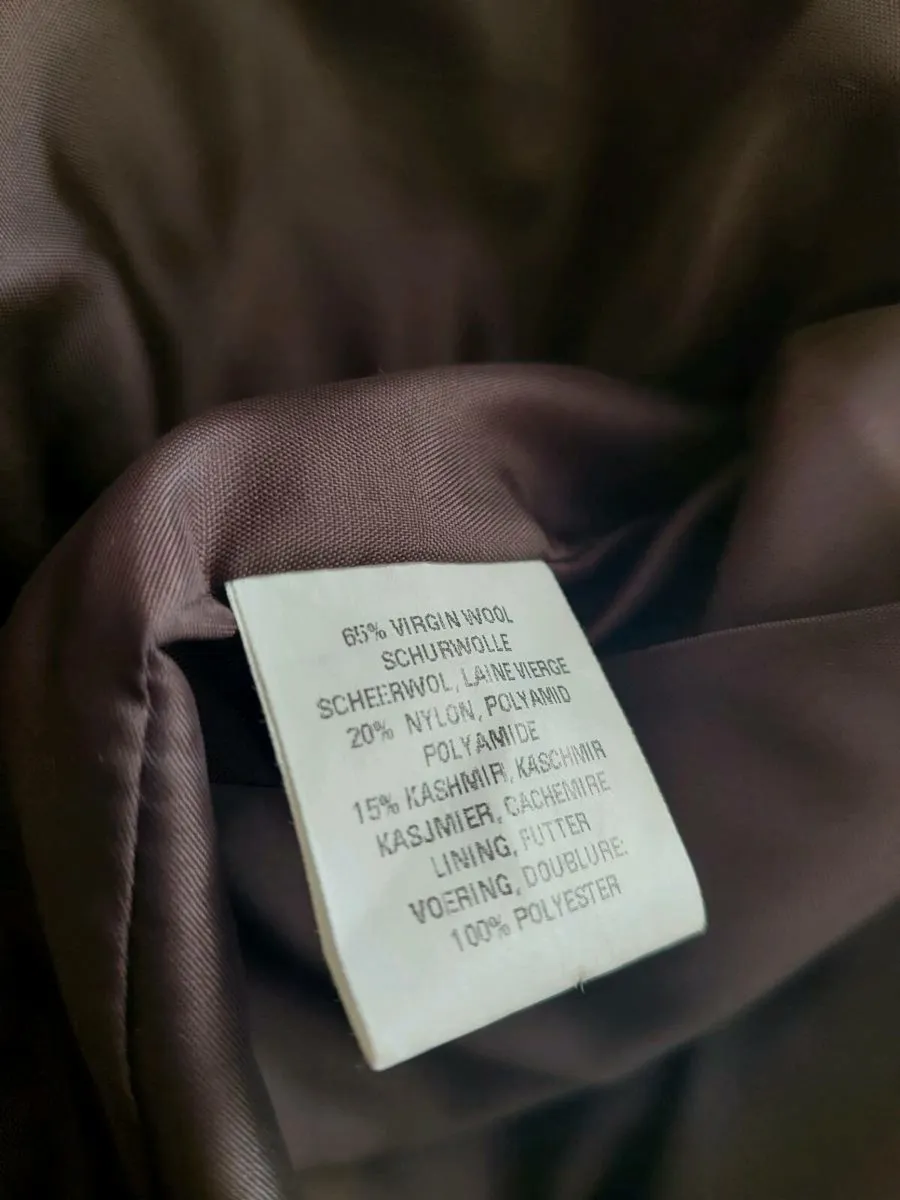 65% VIRGIN WOOL
SCHURWOLLE
SCHEERWOL, LAINE VIERGE
20% NYLON, POLYAMID
POLYAMIDE
15% KASHMIR, KASCHMIR
KASJMIER, CACHEMIRE
LINING, FUTTER
VOERING, DOUBLURE:
100% POLYESTER